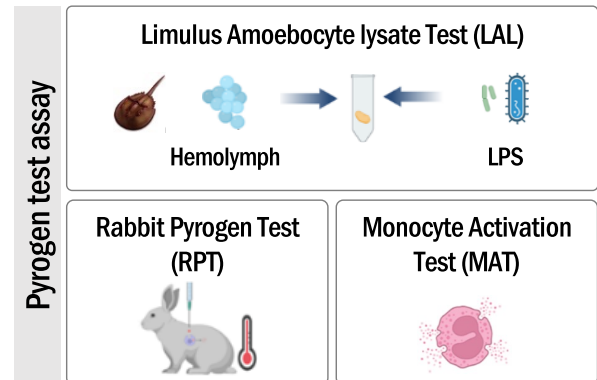 Pyrogen test assay
Limulus Amoebocyte lysate Test (LAL)
Hemolymph
LPS
Rabbit Pyrogen Test
(RPT)
Monocyte Activation
Test (MAT)